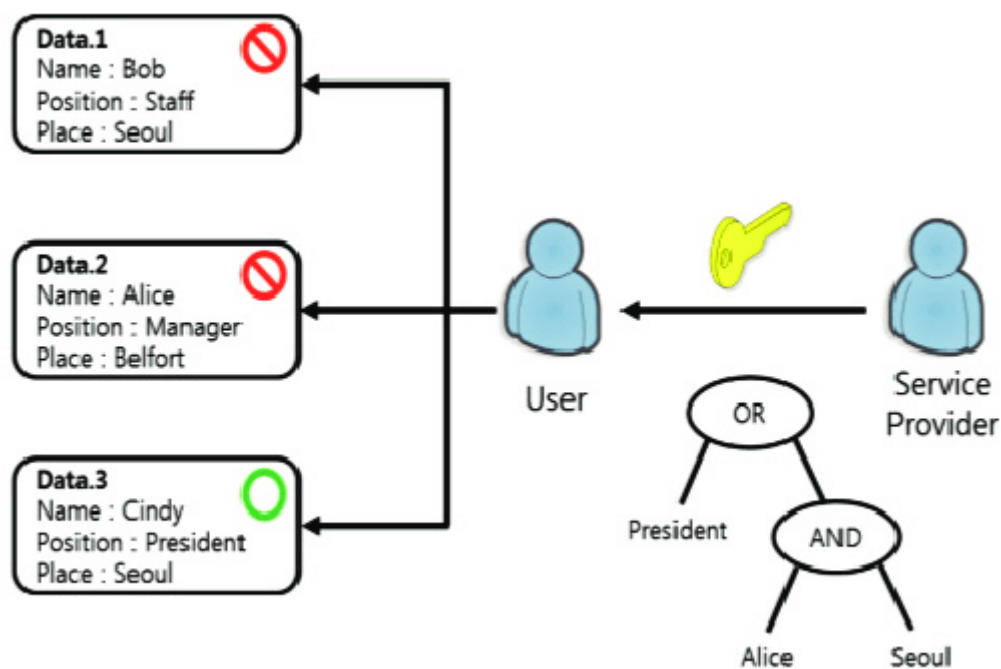 Data.1
Name : Bob
Position : Staff
Place : Seoul
Data.2
Name : Alice
Position : Manager
Place : Belfort
Data.3
Name : Cindy
Position : President
Place : Seoul
User
Service
Provider
OR
President
AND
Alice
Seoul